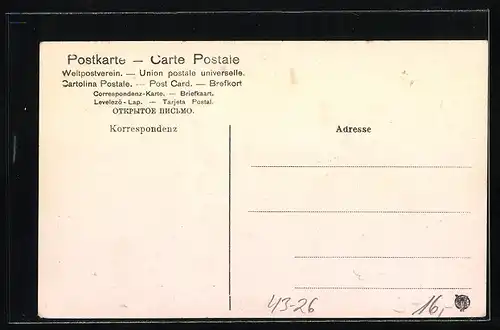 Postkarte — Carte Postale
Weltpostverein. — Union postale universelle.
Cartolina Postale. — Post Card. — Brefkort
Correspondenz-Karte. — Briefkaart.
Levelező-Lap. — Tarjeta Postal.
ОТКРЫТОЕ ПИСЬМО.
Korrespondenz
Adresse
43-26
16,-